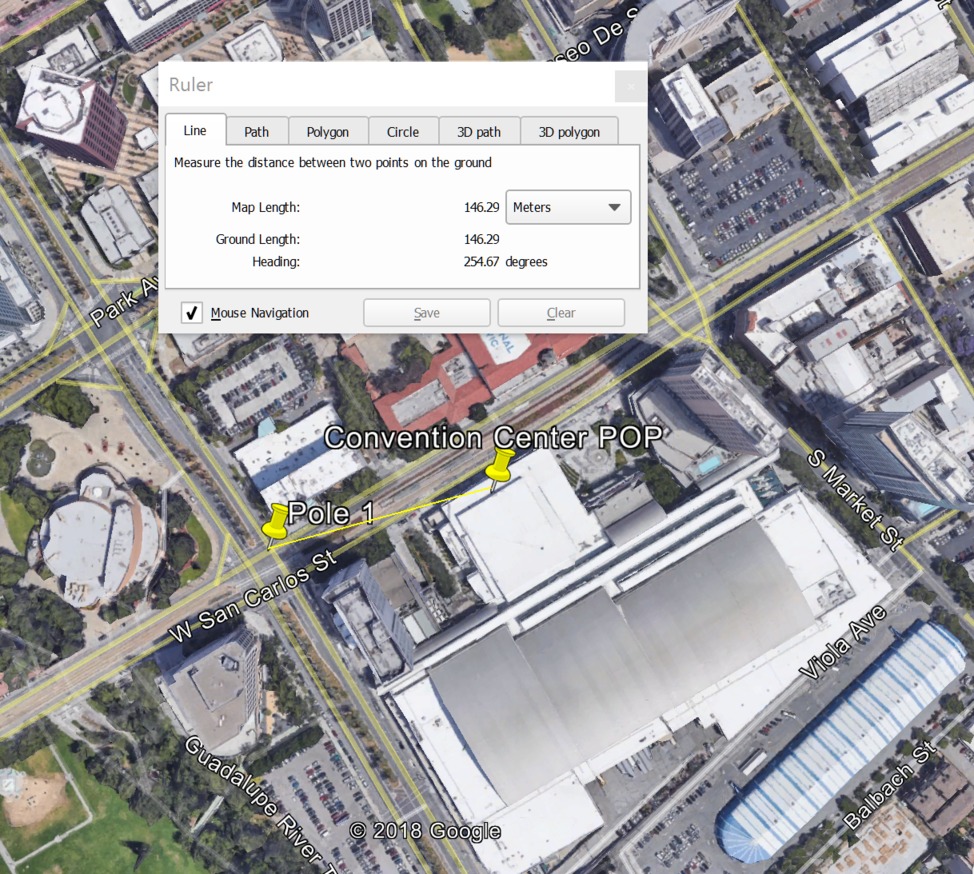 seo De S
Ruler
Line
Path
Polygon
Circle
3D path
3D polygon
Measure the distance between two points on the ground
Map Length: 146.29 Meters
Ground Length: 146.29
Heading: 254.67 degrees
Mouse Navigation
Save
Clear
Park Av
Convention Center POP
Pole 1
S Market St
W San Carlos St
Viola Ave
Guadalupe River T
Balbach St
© 2018 Google